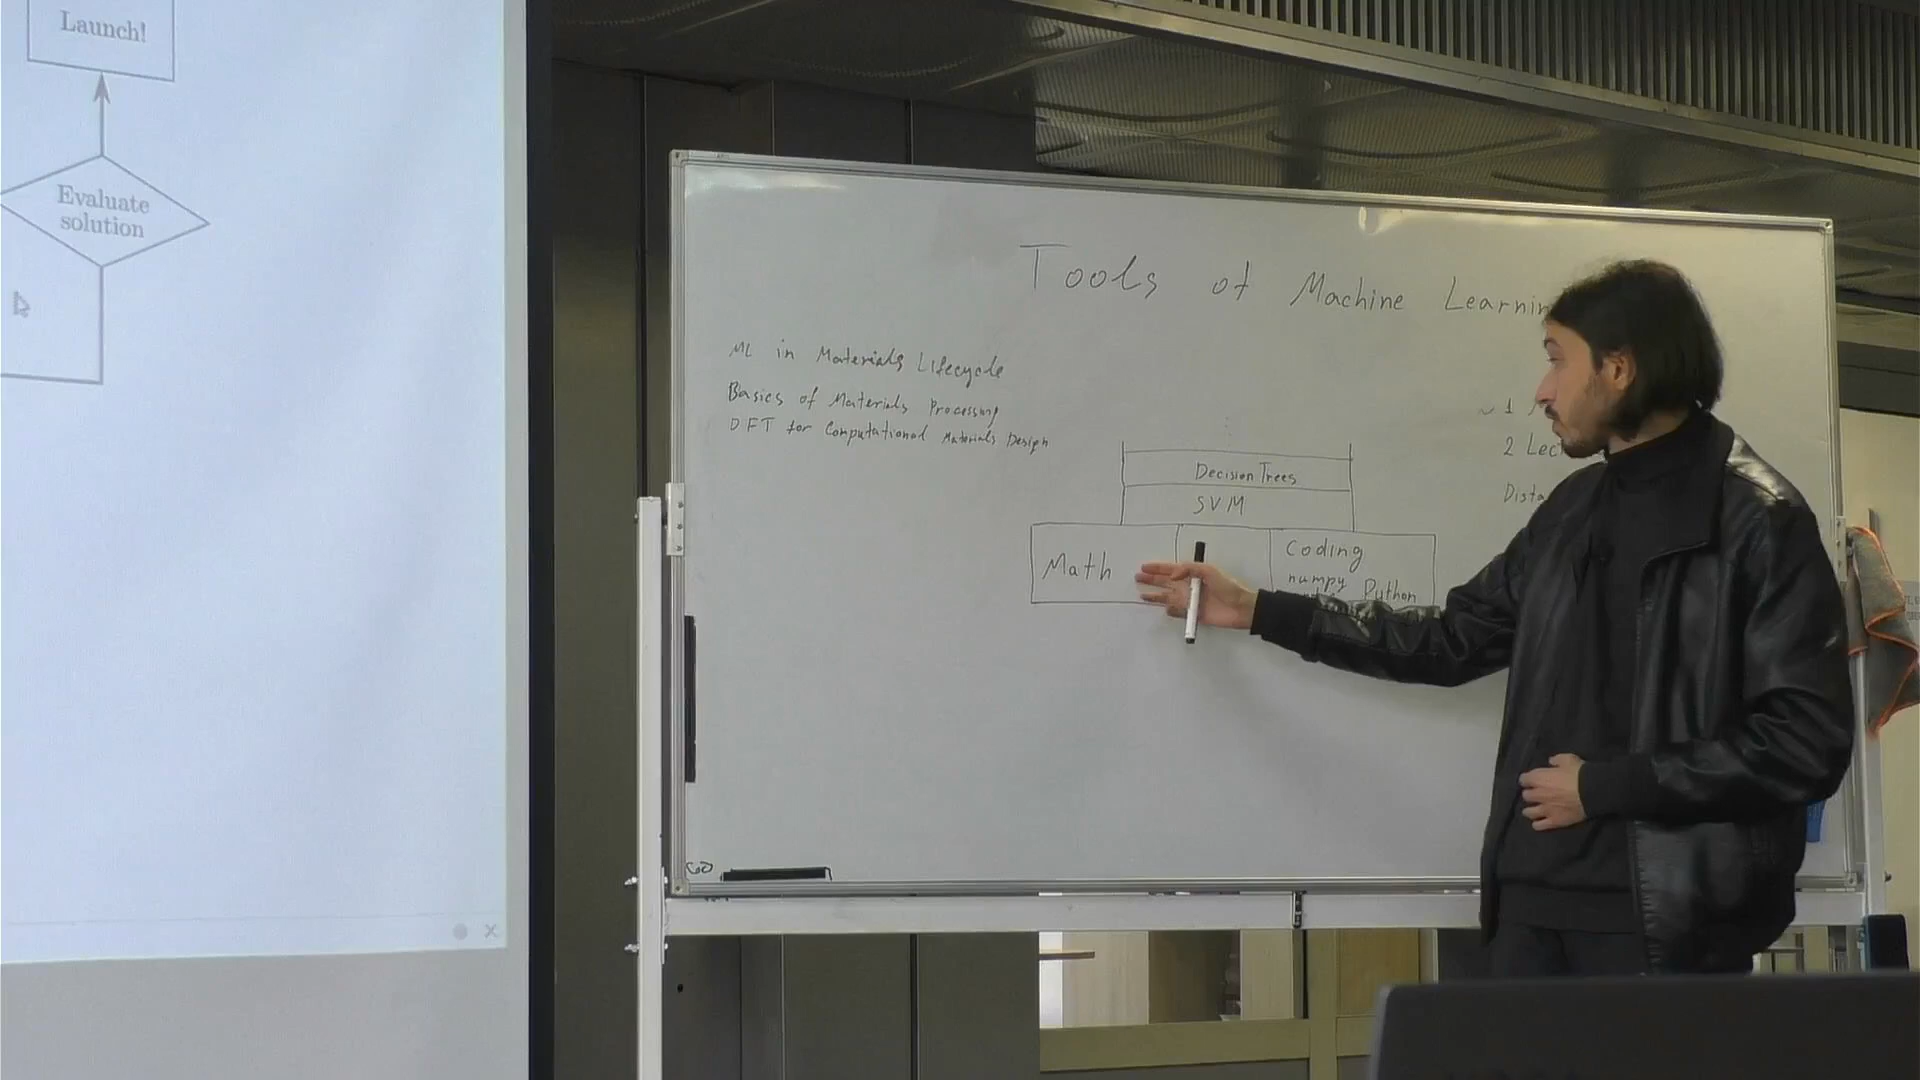 Launch!
Evaluate
solution
Tools of Machine Learnin
ML in Materials Lifecycle
Basics of Materials Processing
DFT for Computational Materials Design
1
2 Lec
Dista
Decision Trees
SVM
Math
Coding
numpy Python